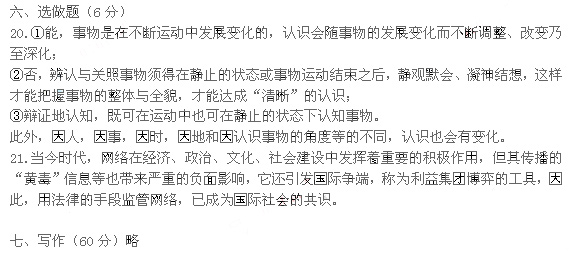 六、选做题(6分)
20.①能，事物是在不断运动中发展变化的，认识会随事物的发展变化而不断调整、改变乃
至深化；
②否，辨认与关照事物须得在静止的状态或事物运动结束之后，静观默会、凝神结想，这样
才能把握事物的整体与全貌，才能达成“清晰”的认识；
③辩证地认知，既可在运动中也可在静止的状态下认知事物。
此外，因人，因事，因时，因地和因认识事物的角度等的不同，认识也会有变化。
21.当今时代，网络在经济、政治、文化、社会建设中发挥着重要的积极作用，但其传播的
“黄毒”信息等也带来严重的负面影响，它还引发国际争端，称为利益集团博弈的工具，因
此，用法律的手段监管网络，已成为国际社会的共识。
七、写作(60分)略